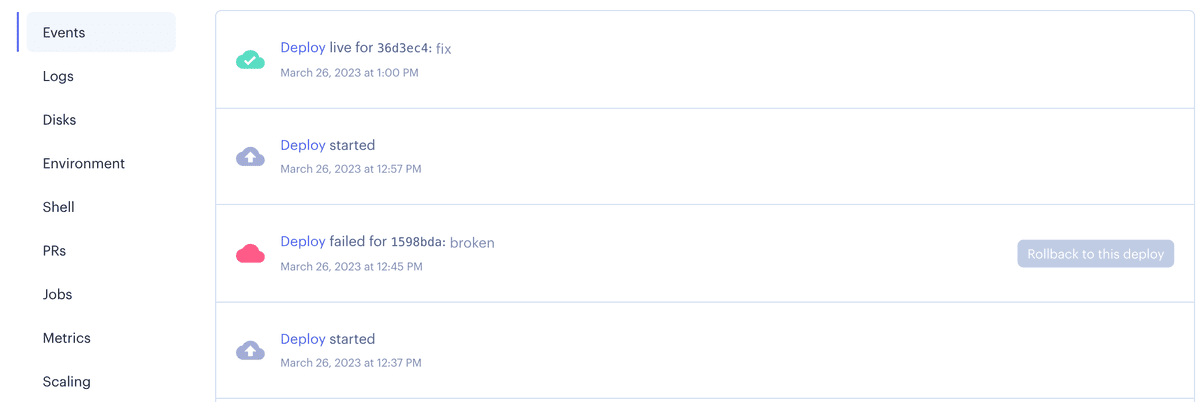 Events
Logs
Disks
Environment
Shell
PRs
Jobs
Metrics
Scaling
Deploy live for 36d3ec4: fix
March 26, 2023 at 1:00 PM
Deploy started
March 26, 2023 at 12:57 PM
Deploy failed for 1598bda: broken
March 26, 2023 at 12:45 PM
Rollback to this deploy
Deploy started
March 26, 2023 at 12:37 PM